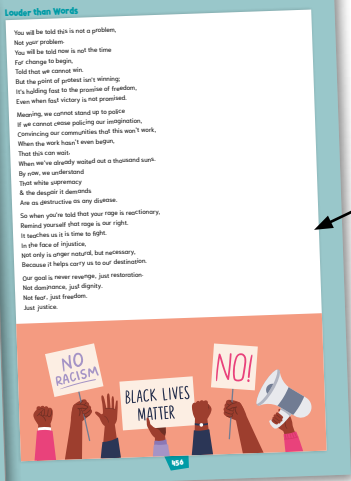 Louder than Words
You will be told this is not a problem,
Not your problem.
You will be told now is not the time
For change to begin,
Told that we cannot win.
But the point of protest isn't winning;
It's holding fast to the promise of freedom,
Even when fast victory is not promised.
Meaning, we cannot stand up to police
If we cannot cease policing our imagination,
Convincing our communities that this won't work,
When the work hasn't even begun,
That this can wait,
When we've already waited out a thousand suns.
By now, we understand
That white supremacy
& the despair it demands
Are as destructive as any disease.
So when you're told that your rage is reactionary,
Remind yourself that rage is our right.
It teaches us it is time to fight.
In the face of injustice,
Not only is anger natural, but necessary,
Because it helps carry us to our destination.
Our goal is never revenge, just restoration.
Not dominance, just dignity.
Not fear, just freedom.
Just justice.
NO
RACISM
BLACK LIVES
MATTER
NO!
456